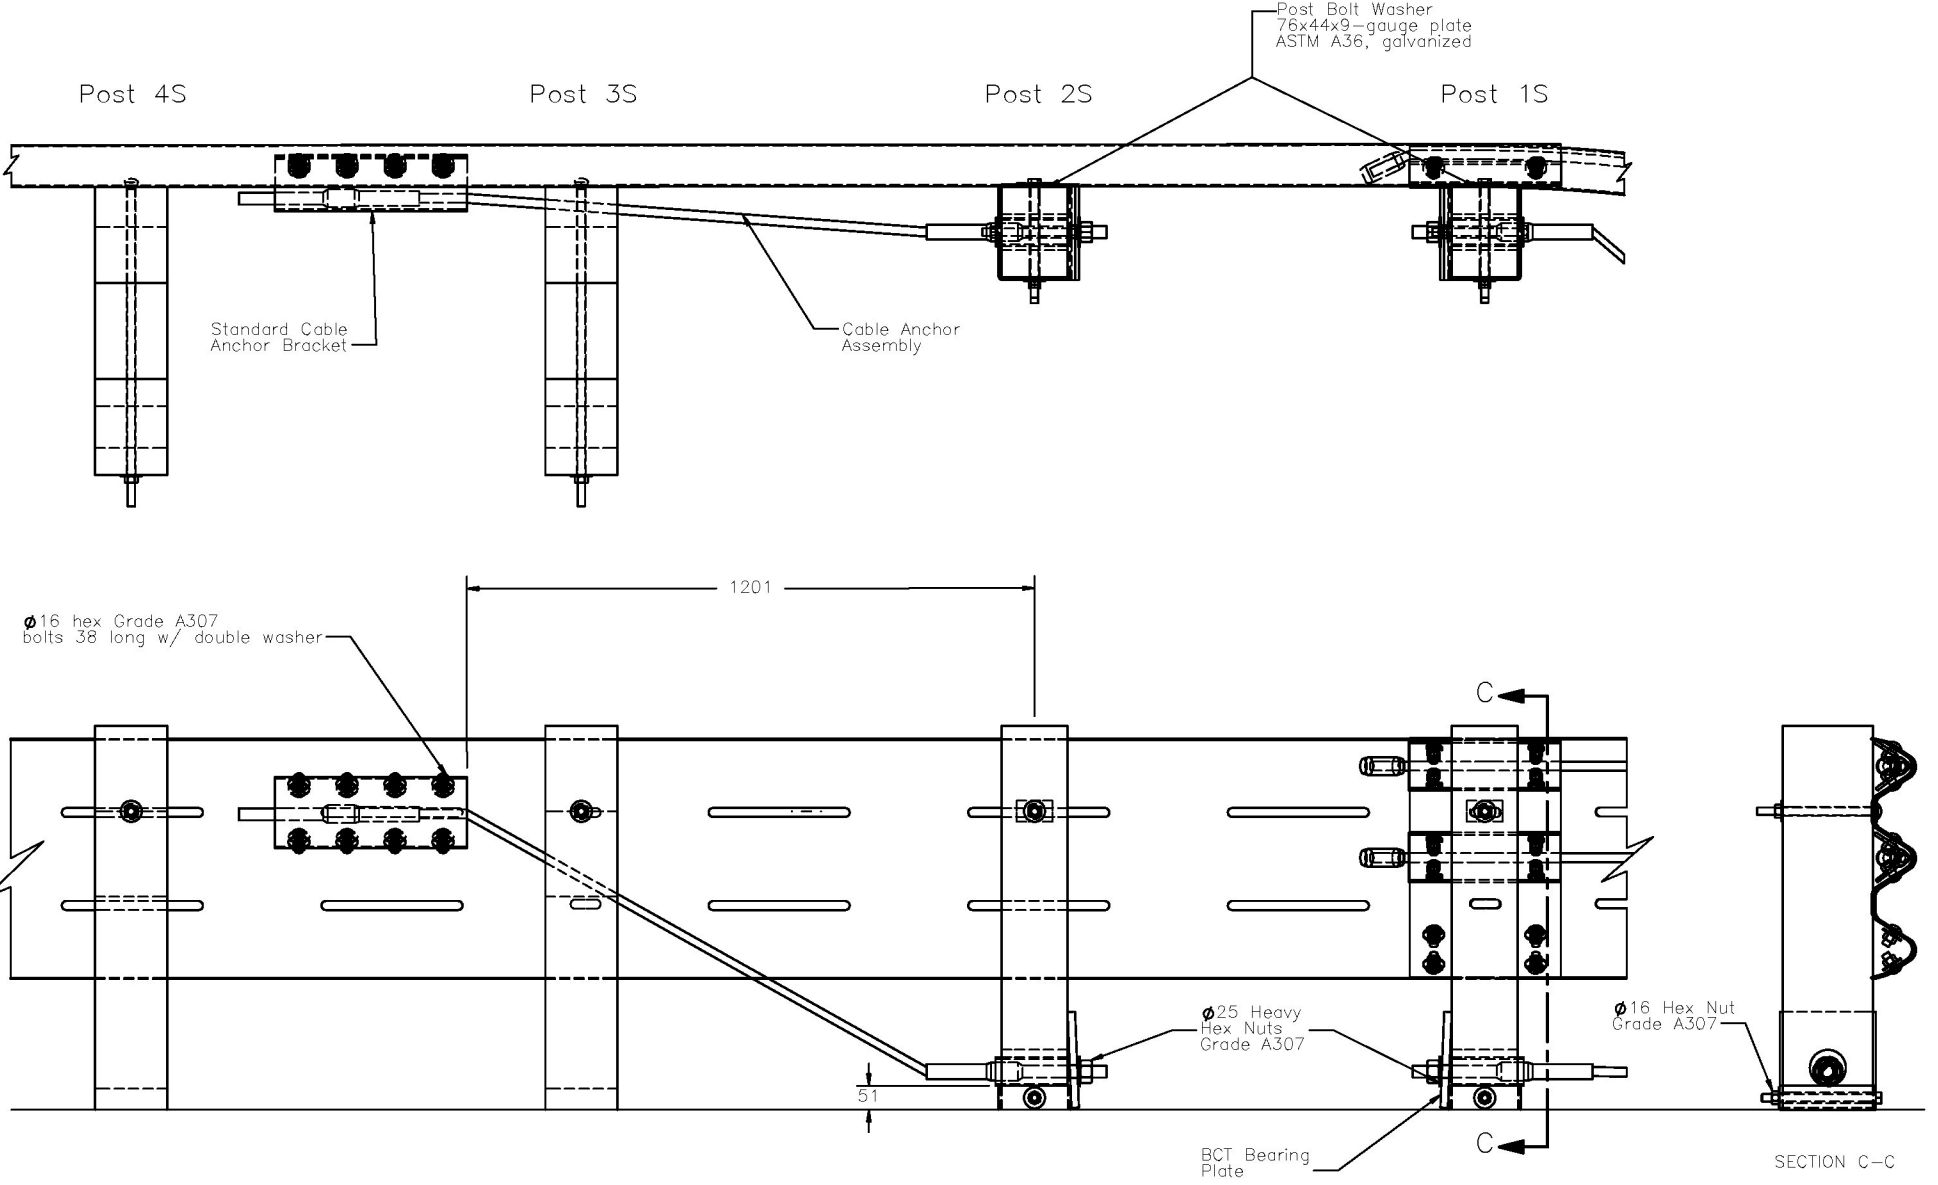 Post Bolt Washer
76x44x9-gauge plate
ASTM A36, galvanized
Post 4S
Post 3S
Post 2S
Post 1S
Standard Cable
Anchor Bracket
Cable Anchor
Assembly
1201
ø16 hex Grade A307
bolts 38 long w/ double washer
C
ø25 Heavy
Hex Nuts
Grade A307
ø16 Hex Nut
Grade A307
51
C
BCT Bearing
Plate
SECTION C-C